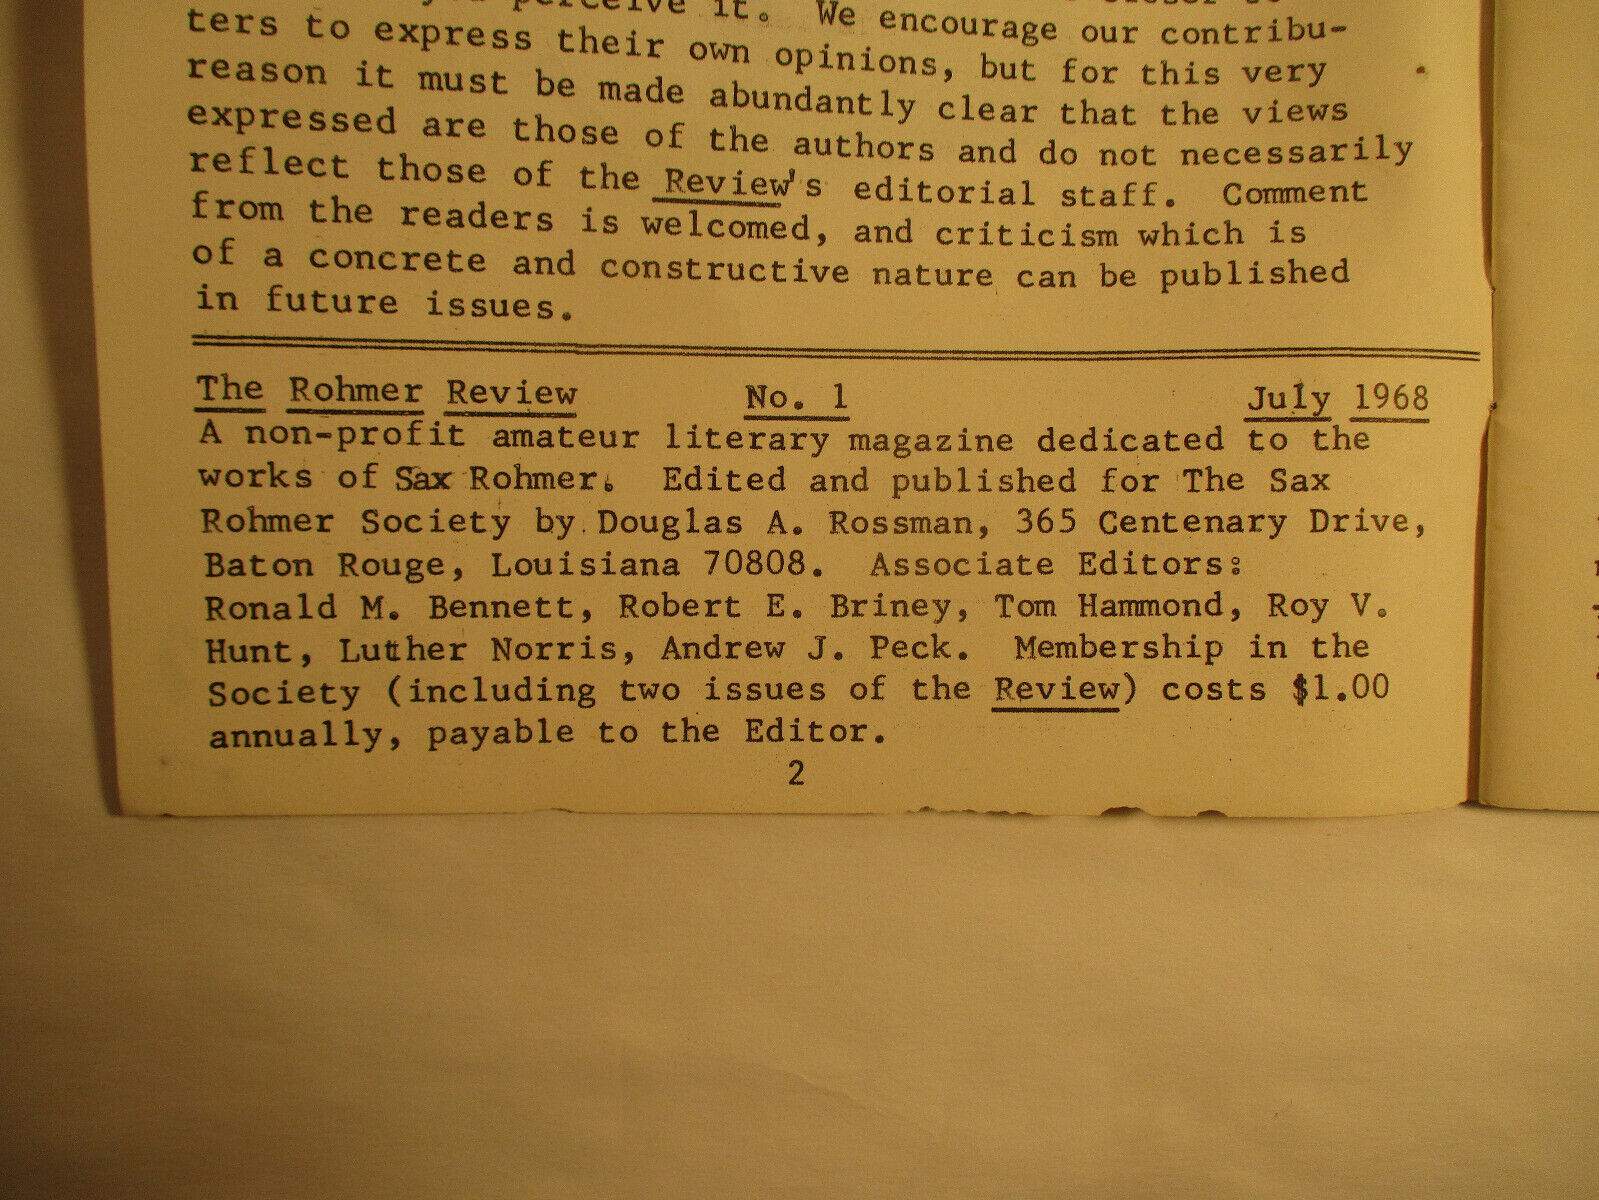 perceive it. We encourage our contribu-
ters to express their own opinions, but for this very
reason it must be made abundantly clear that the views
expressed are those of the authors and do not necessarily
reflect those of the Review's editorial staff. Comment
from the readers is welcomed, and criticism which is
of a concrete and constructive nature can be published
in future issues.
The Rohmer Review No. 1 July 1968
A non-profit amateur literary magazine dedicated to the
works of Sax Rohmer. Edited and published for The Sax
Rohmer Society by Douglas A. Rossman, 365 Centenary Drive,
Baton Rouge, Louisiana 70808. Associate Editors:
Ronald M. Bennett, Robert E. Briney, Tom Hammond, Roy V.
Hunt, Luther Norris, Andrew J. Peck. Membership in the
Society (including two issues of the Review) costs $1.00
annually, payable to the Editor.
2